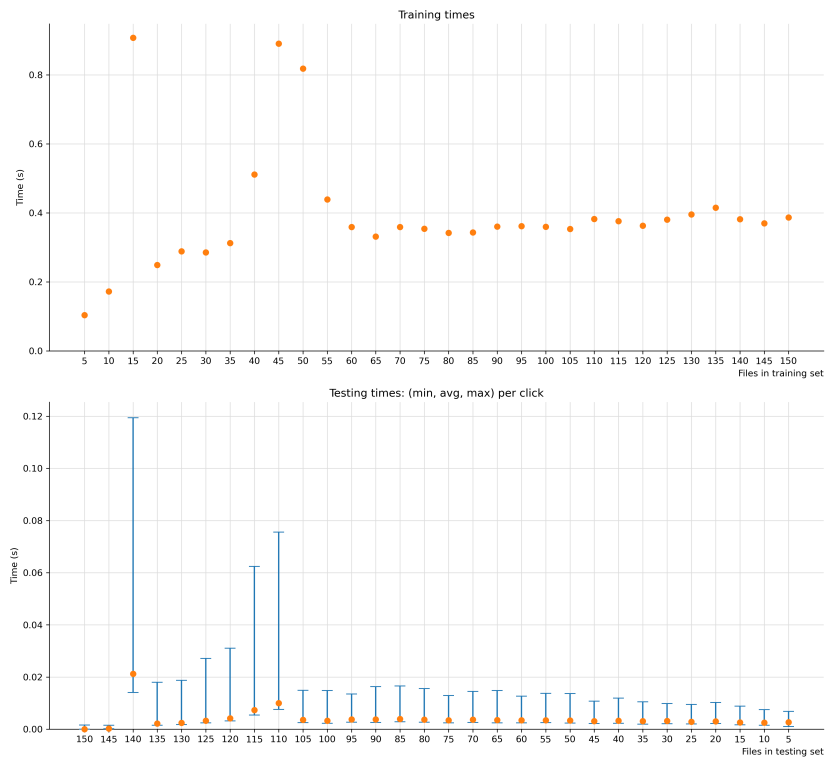 Training times
Time (s)
0.8
0.6
0.4
0.2
0.0
5 10 15 20 25 30 35 40 45 50 55 60 65 70 75 80 85 90 95 100 105 110 115 120 125 130 135 140 145 150
Files in training set
Testing times: (min, avg, max) per click
Time (s)
0.12
0.10
0.08
0.06
0.04
0.02
0.00
150 145 140 135 130 125 120 115 110 105 100 95 90 85 80 75 70 65 60 55 50 45 40 35 30 25 20 15 10 5
Files in testing set